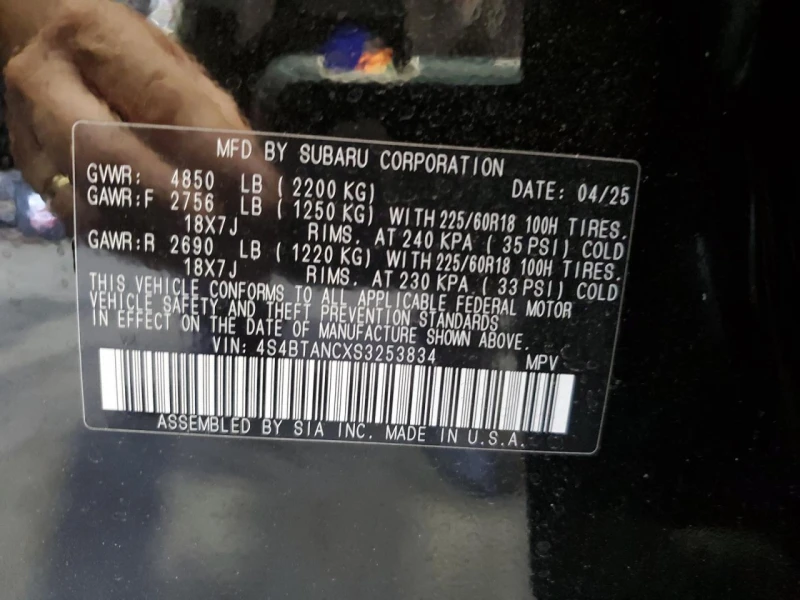 MFD BY SUBARU CORPORATION
GVWR: 4850 LB ( 2200 KG) DATE: 04/25
GAWR:F 2756 LB ( 1250 KG) WITH 225/60R18 100H TIRES.
18X7J RIMS. AT 240 KPA ( 35 PSI) COLD
GAWR:R 2690 LB ( 1220 KG) WITH 225/60R18 100H TIRES.
18X7J RIMS. AT 230 KPA ( 33 PSI) COLD
THIS VEHICLE CONFORMS TO ALL APPLICABLE FEDERAL MOTOR
VEHICLE SAFETY AND THEFT PREVENTION STANDARDS
IN EFFECT ON THE DATE OF MANUFACTURE SHOWN ABOVE.
VIN: 4S4BTANCXS3253834 MPV
ASSEMBLED BY SIA INC. MADE IN U.S.A.